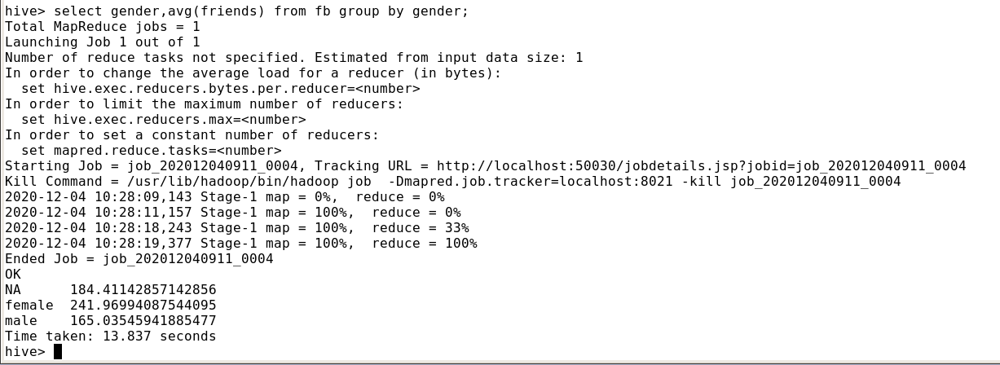 hive> select gender,avg(friends) from fb group by gender;
Total MapReduce jobs = 1
Launching Job 1 out of 1
Number of reduce tasks not specified. Estimated from input data size: 1
In order to change the average load for a reducer (in bytes):
  set hive.exec.reducers.bytes.per.reducer=<number>
In order to limit the maximum number of reducers:
  set hive.exec.reducers.max=<number>
In order to set a constant number of reducers:
  set mapred.reduce.tasks=<number>
Starting Job = job_202012040911_0004, Tracking URL = http://localhost:50030/jobdetails.jsp?jobid=job_202012040911_0004
Kill Command = /usr/lib/hadoop/bin/hadoop job  -Dmapred.job.tracker=localhost:8021 -kill job_202012040911_0004
2020-12-04 10:28:09,143 Stage-1 map = 0%,  reduce = 0%
2020-12-04 10:28:11,157 Stage-1 map = 100%,  reduce = 0%
2020-12-04 10:28:18,243 Stage-1 map = 100%,  reduce = 33%
2020-12-04 10:28:19,377 Stage-1 map = 100%,  reduce = 100%
Ended Job = job_202012040911_0004
OK
NA      184.41142857142856
female  241.96994087544095
male    165.03545941885477
Time taken: 13.837 seconds
hive>